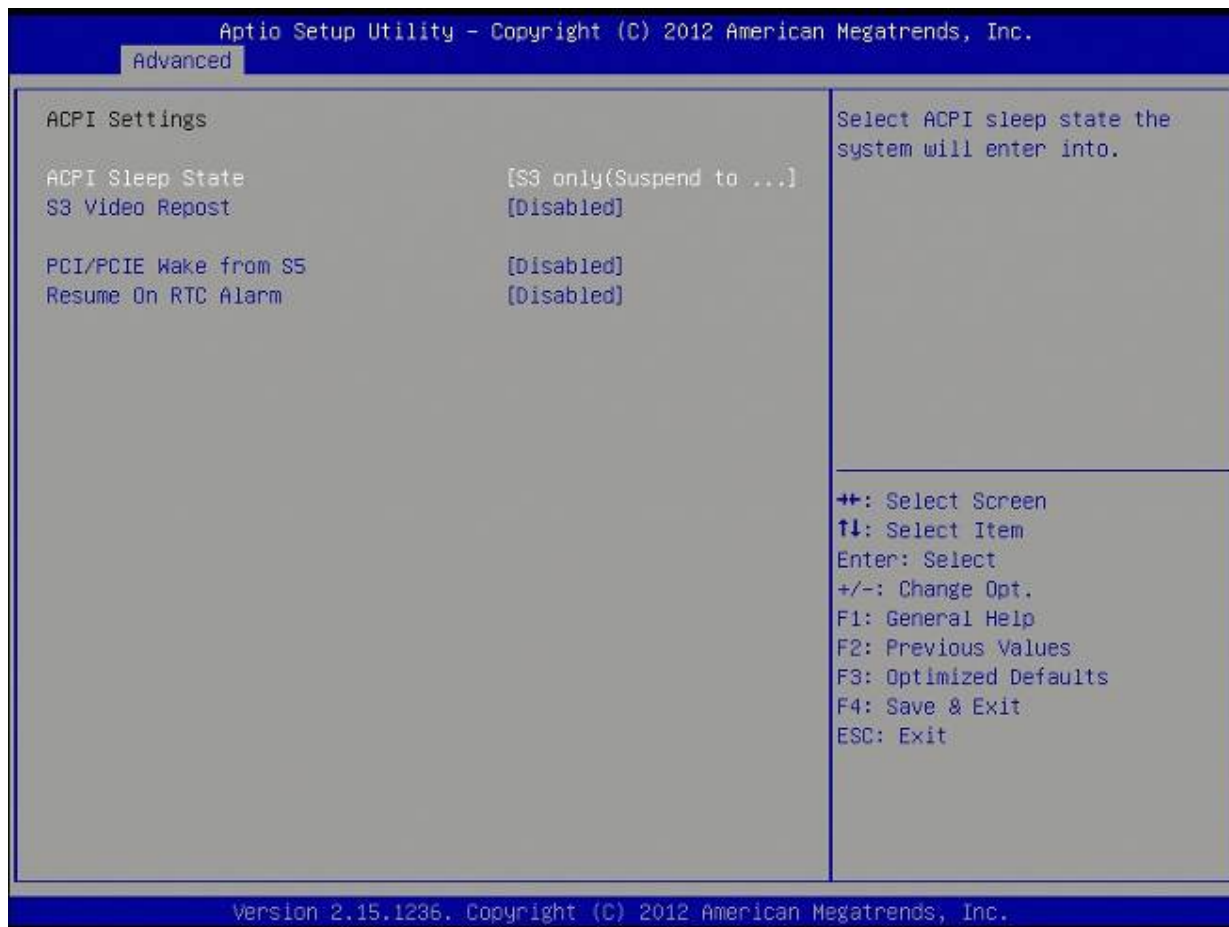 Aptio Setup Utility – Copyright (C) 2012 American Megatrends, Inc.
Advanced
ACPI Settings
ACPI Sleep State [S3 only(Suspend to ...]
S3 Video Repost [Disabled]
PCI/PCIE Wake from S5 [Disabled]
Resume On RTC Alarm [Disabled]
Select ACPI sleep state the
system will enter into.
→←: Select Screen
↑↓: Select Item
Enter: Select
+/-: Change Opt.
F1: General Help
F2: Previous Values
F3: Optimized Defaults
F4: Save & Exit
ESC: Exit
Version 2.15.1236. Copyright (C) 2012 American Megatrends, Inc.